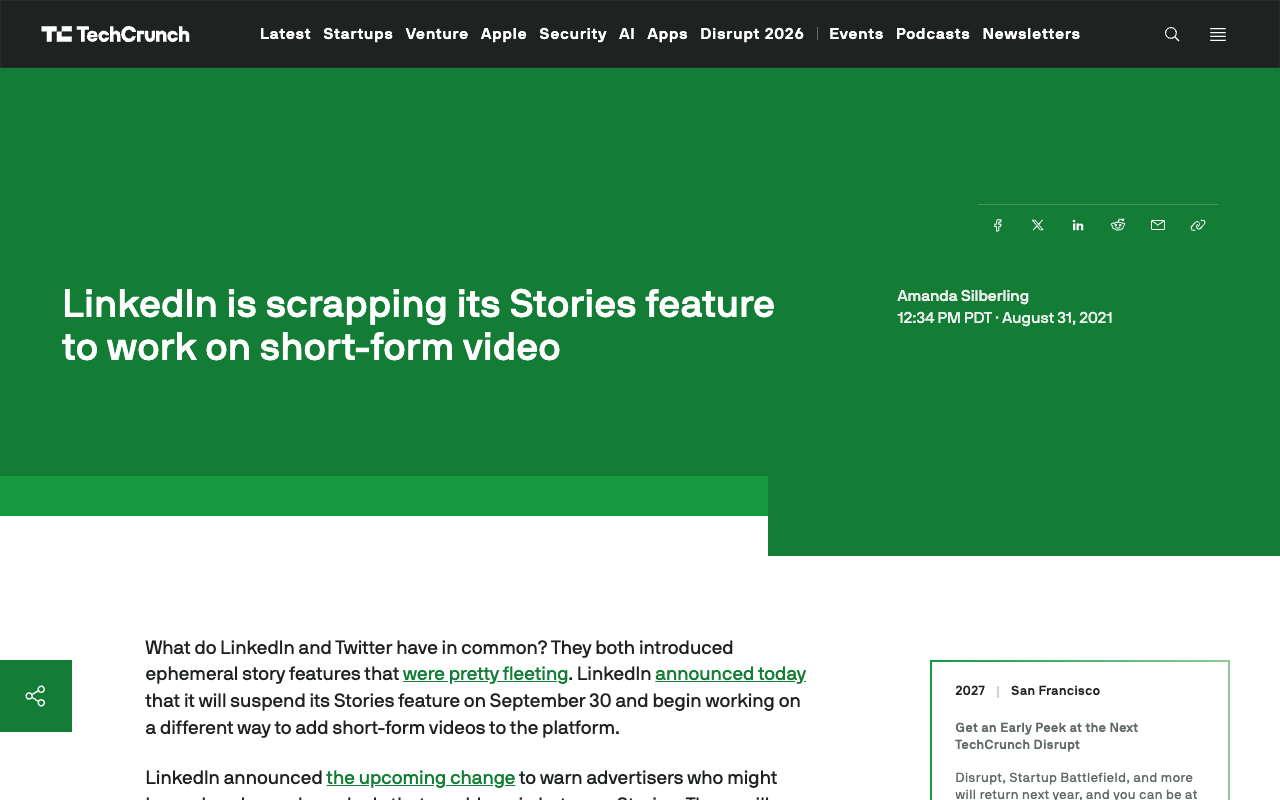 TechCrunch
Latest Startups Venture Apple Security AI Apps Disrupt 2026 | Events Podcasts Newsletters
LinkedIn is scrapping its Stories feature
to work on short-form video
Amanda Silberling
12:34 PM PDT · August 31, 2021
What do LinkedIn and Twitter have in common? They both introduced
ephemeral story features that were pretty fleeting. LinkedIn announced today
that it will suspend its Stories feature on September 30 and begin working on
a different way to add short-form videos to the platform.
LinkedIn announced the upcoming change to warn advertisers who might
2027 | San Francisco
Get an Early Peek at the Next
TechCrunch Disrupt
Disrupt, Startup Battlefield, and more
will return next year, and you can be at